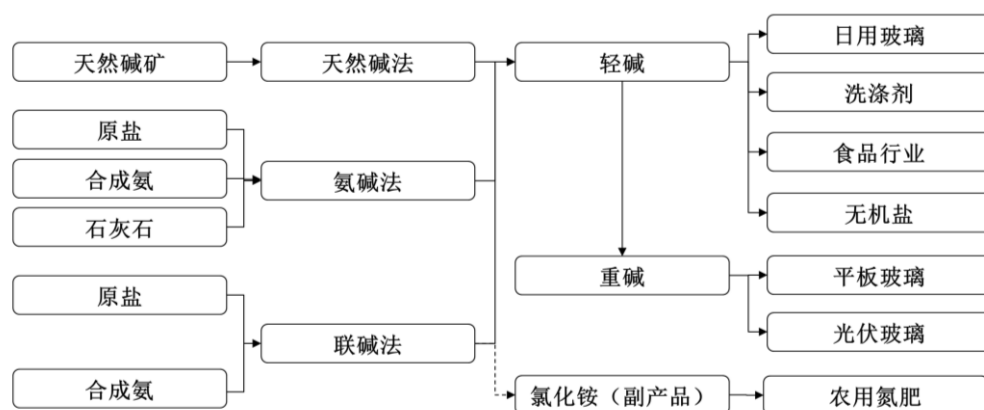 天然碱矿
天然碱法
轻碱
日用玻璃
洗涤剂
食品行业
无机盐
原盐
合成氨
石灰石
氨碱法
重碱
平板玻璃
光伏玻璃
原盐
合成氨
联碱法
氯化铵（副产品）
农用氮肥